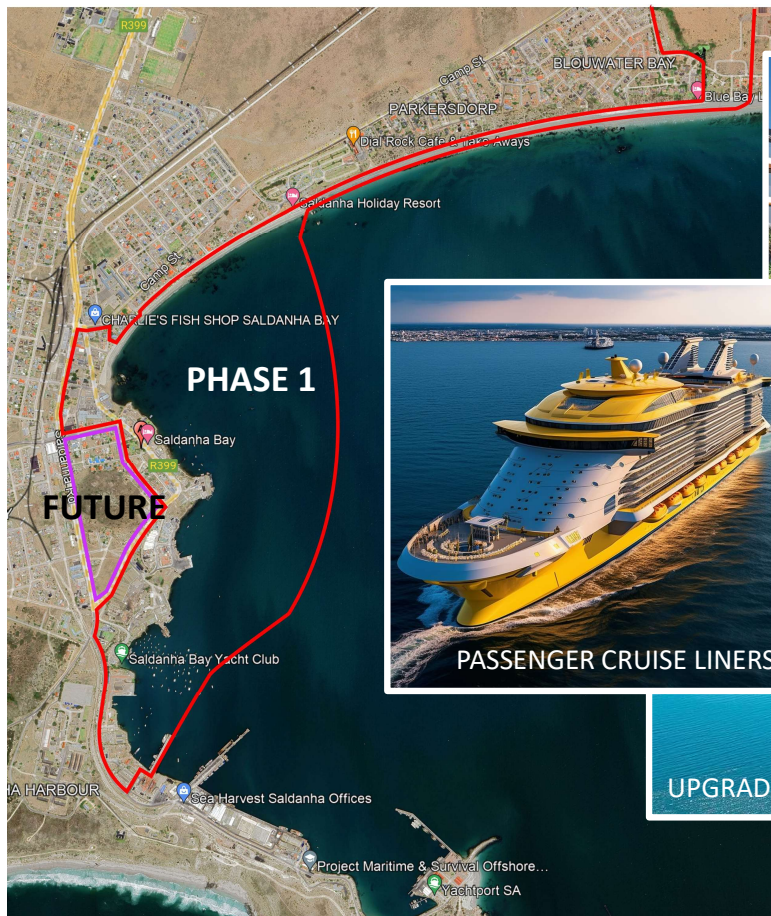 R399
BLOUWATER BAY
Camp St
Blue Bay L
PARKERSDORP
Dial Rock Cafe & Take Aways
Saldanha Holiday Resort
Camp St
CHARLIE'S FISH SHOP SALDANHA BAY
PHASE 1
Saldanha Bay
R399
Saldanha Ro
FUTURE
Saldanha Bay Yacht Club
PASSENGER CRUISE LINERS
UPGRAD
HA HARBOUR
Sea Harvest Saldanha Offices
Project Maritime & Survival Offshore...
Yachtport SA